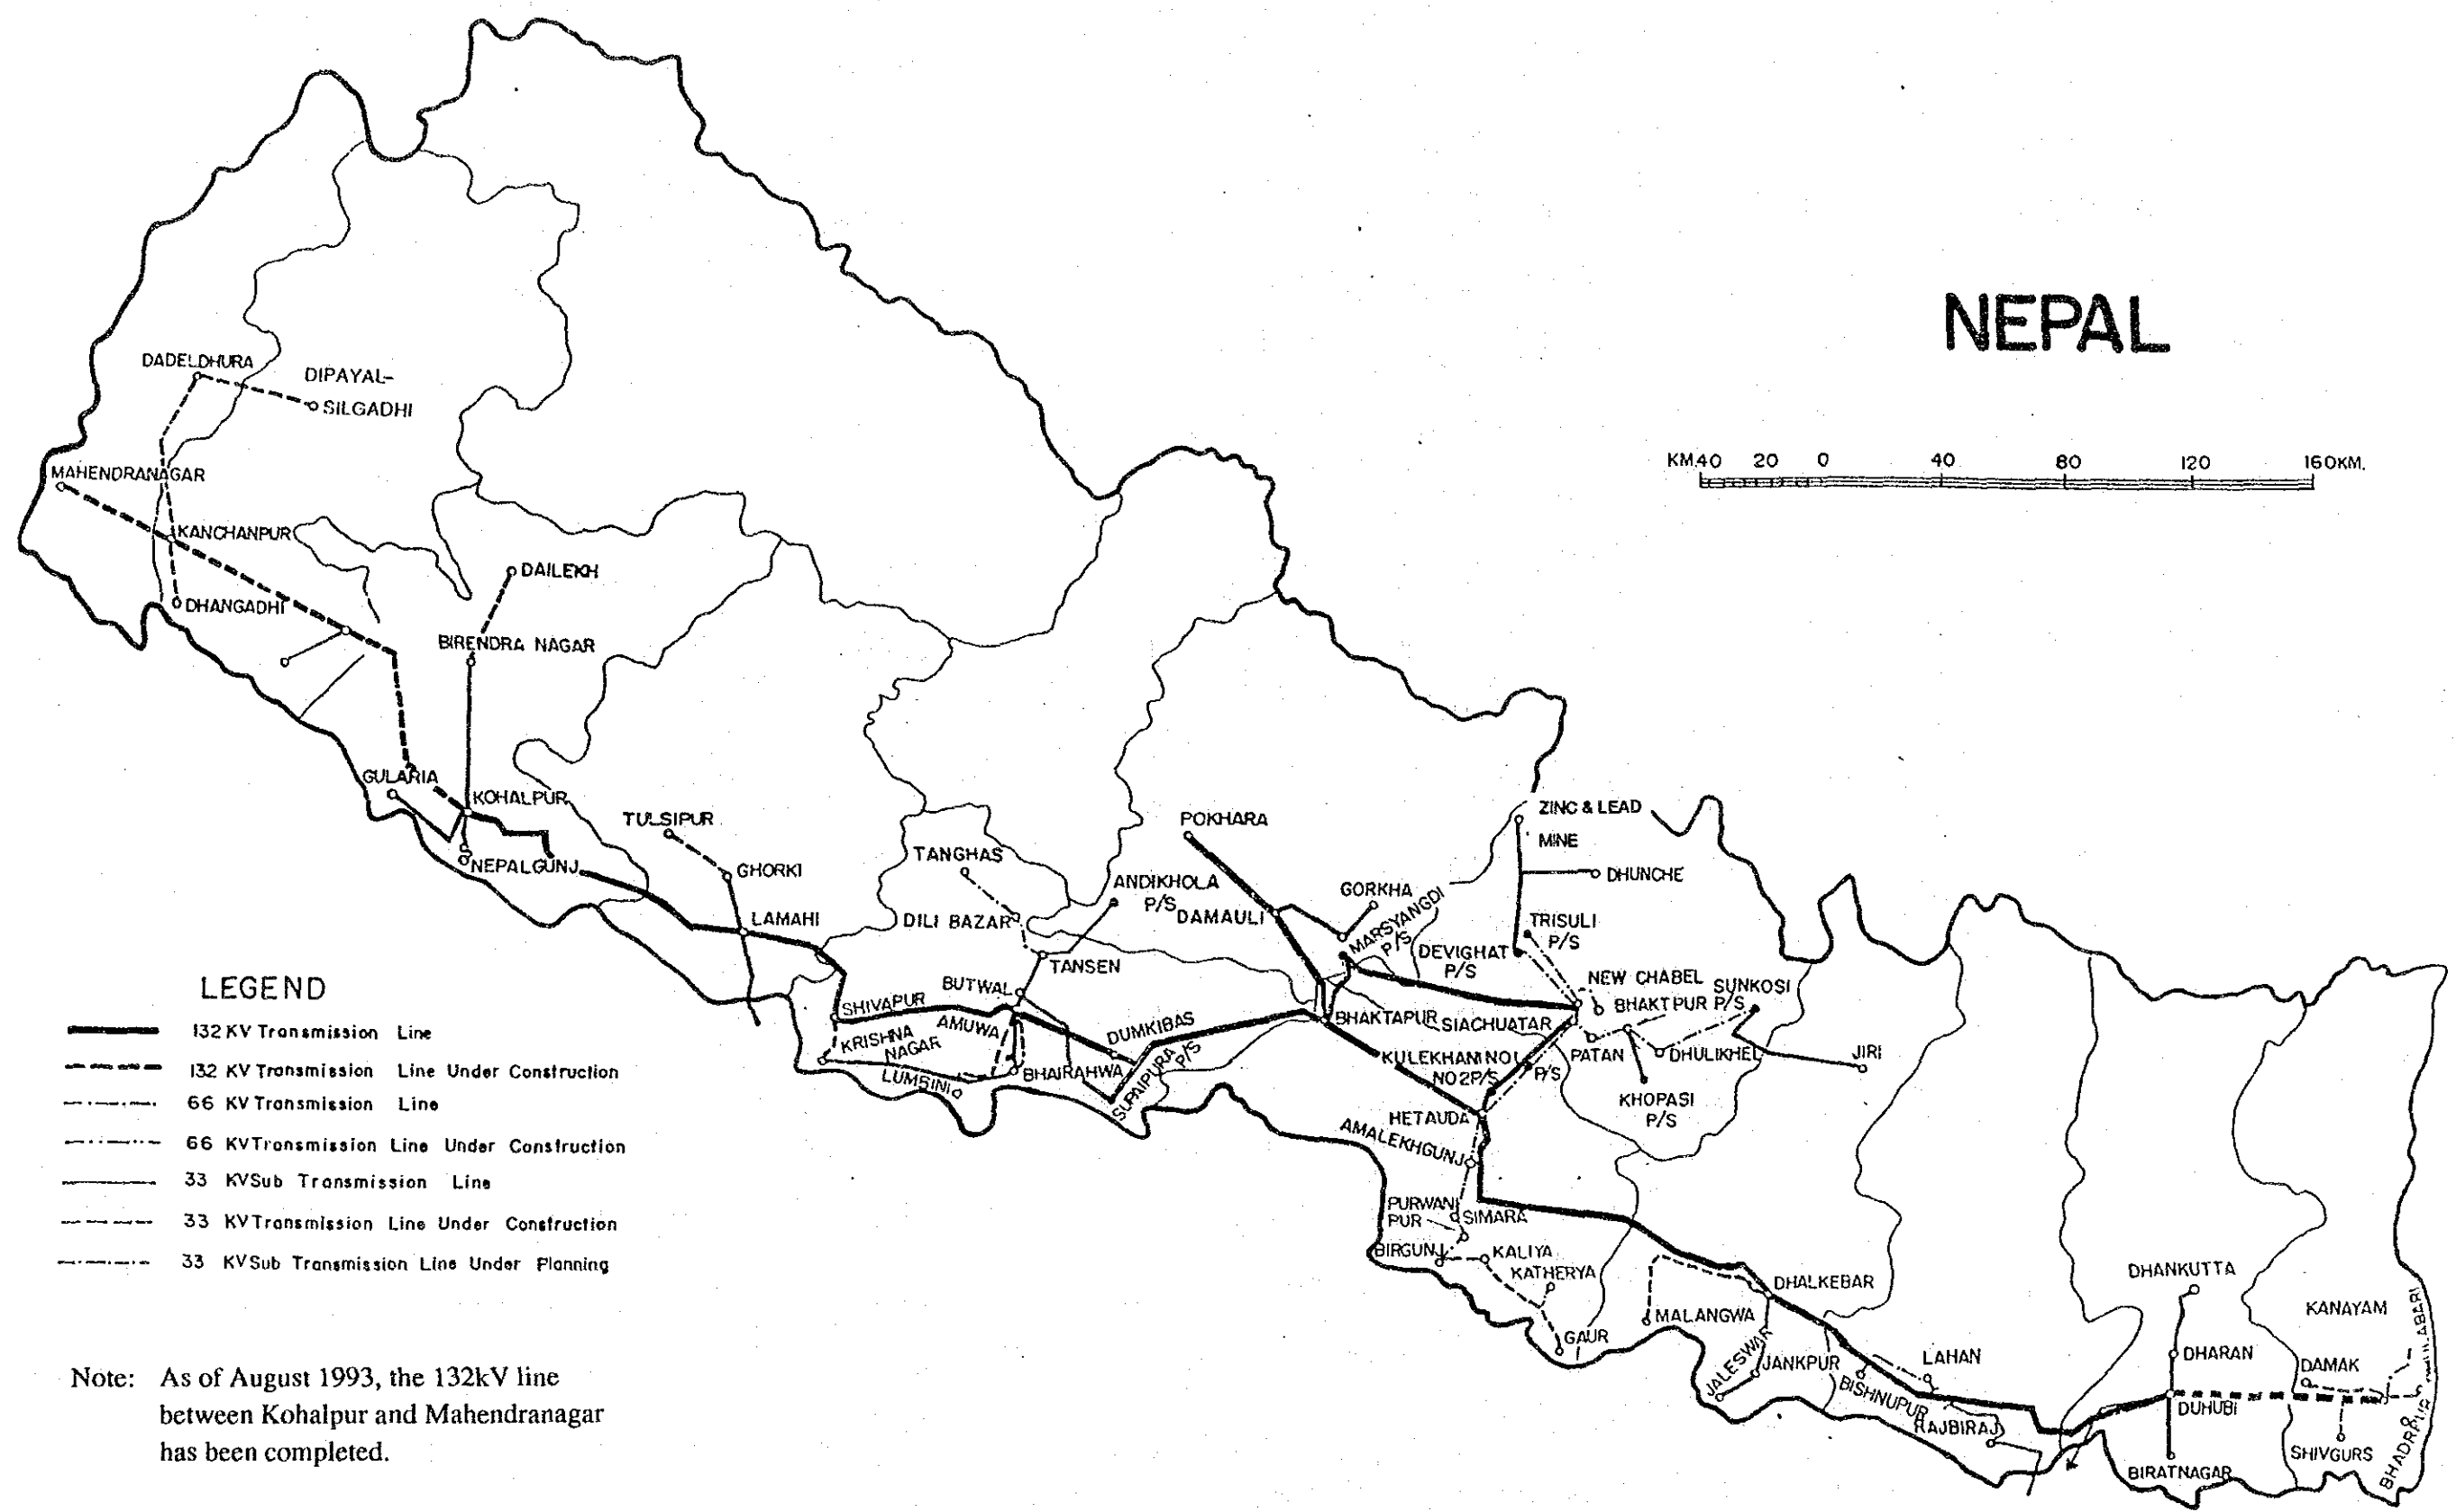 NEPAL
KM.40 20 0 40 80 120 160KM.
DADELDHURA
DIPAYAL-
SILGADHI
MAHENDRANAGAR
KANCHANPUR
DHANGADHI
DAILEKH
BIRENDRA NAGAR
GULARIA
KOHALPUR
NEPALGUNJ
TULSIPUR
GHORKI
LAMAHI
TANGHAS
DILI BAZAR
ANDIKHOLA
P/S
TANSEN
BUTWAL
SHIVAPUR
AMUWA
KRISHNA
NAGAR
LUMBINI
BHAIRAHWA
DUMKIBAS
P/S
POKHARA
DAMAULI
GORKHA
MARSYANGDI
P/S
ZINC & LEAD
MINE
DHUNCHE
TRISULI
P/S
DEVIGHAT
P/S
NEW CHABEL
SUNKOSI
BHAKTPUR P/S
BHAKTAPUR
SIACHUATAR
PATAN
DHULIKHEL
JIRI
KHOPASI
P/S
KULEKHANI NO1
NO2P/S
P/S
HETAUDA
AMALEKHGUNJ
PURWANI
PUR
SIMARA
BIRGUNJ
KALIYA
KATHERYA
GAUR
MALANGWA
DHALKEBAR
JALESWAR
JANKPUR
BISHNUPUR
LAHAN
RAJBIRAJ
DHANKUTTA
DHARAN
DUHUBI
BIRATNAGAR
KANAYAM
DAMAK
SHIVGURS
BHADRPUR
LEGEND
132 KV Transmission Line
132 KV Transmission Line Under Construction
66 KV Transmission Line
66 KV Transmission Line Under Construction
33 KV Sub Transmission Line
33 KV Transmission Line Under Construction
33 KV Sub Transmission Line Under Planning
Note: As of August 1993, the 132kV line
between Kohalpur and Mahendranagar
has been completed.